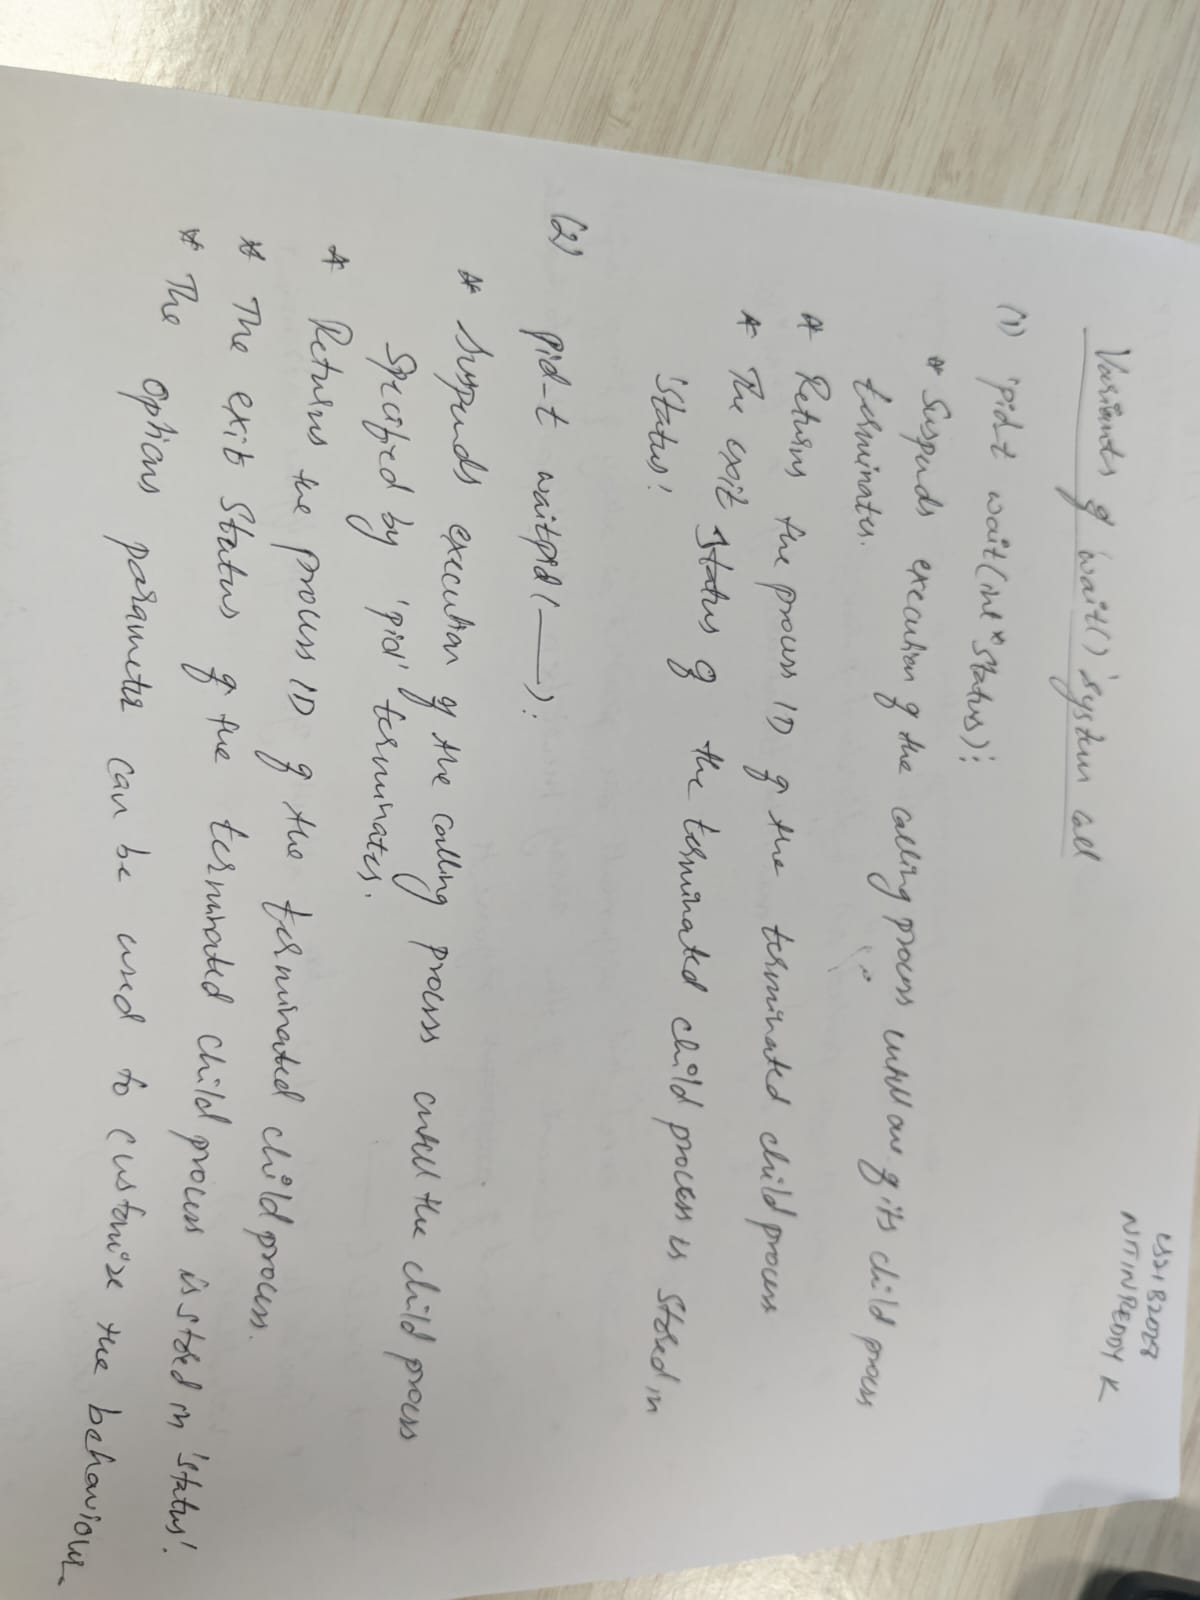 CS21B2028
NITIN REDDY K
Variants of 'wait()' system call
(1) 'pid-t wait(int *status)':
* Suspends execution of the calling process until one of its child process
terminates.
* Returns the process ID of the terminated child process
* The exit status of the terminated child process is stored in
'status'.
(2) pid-t waitpid(——):
* Suspends execution of the calling process until the child process
specified by 'pid' terminates.
* Returns the process ID of the terminated child process.
* The exit status of the terminated child process is stored in 'status'.
* The options parameter can be used to customize the behaviour